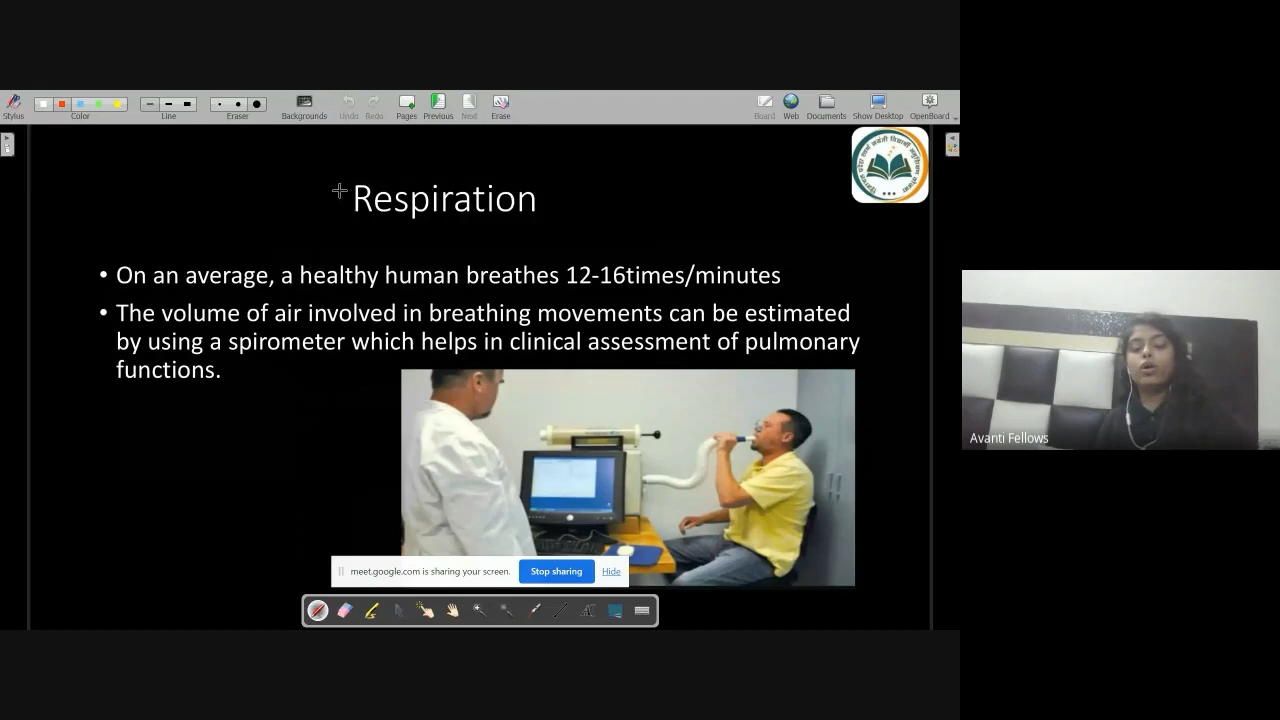 Stylus
Color
Line
Eraser
Backgrounds
Undo
Redo
Pages
Previous
Next
Erase
Board
Web
Documents
Show Desktop
OpenBoard
Respiration
• On an average, a healthy human breathes 12-16times/minutes
• The volume of air involved in breathing movements can be estimated
by using a spirometer which helps in clinical assessment of pulmonary
functions.
Avanti Fellows
meet.google.com is sharing your screen.
Stop sharing
Hide